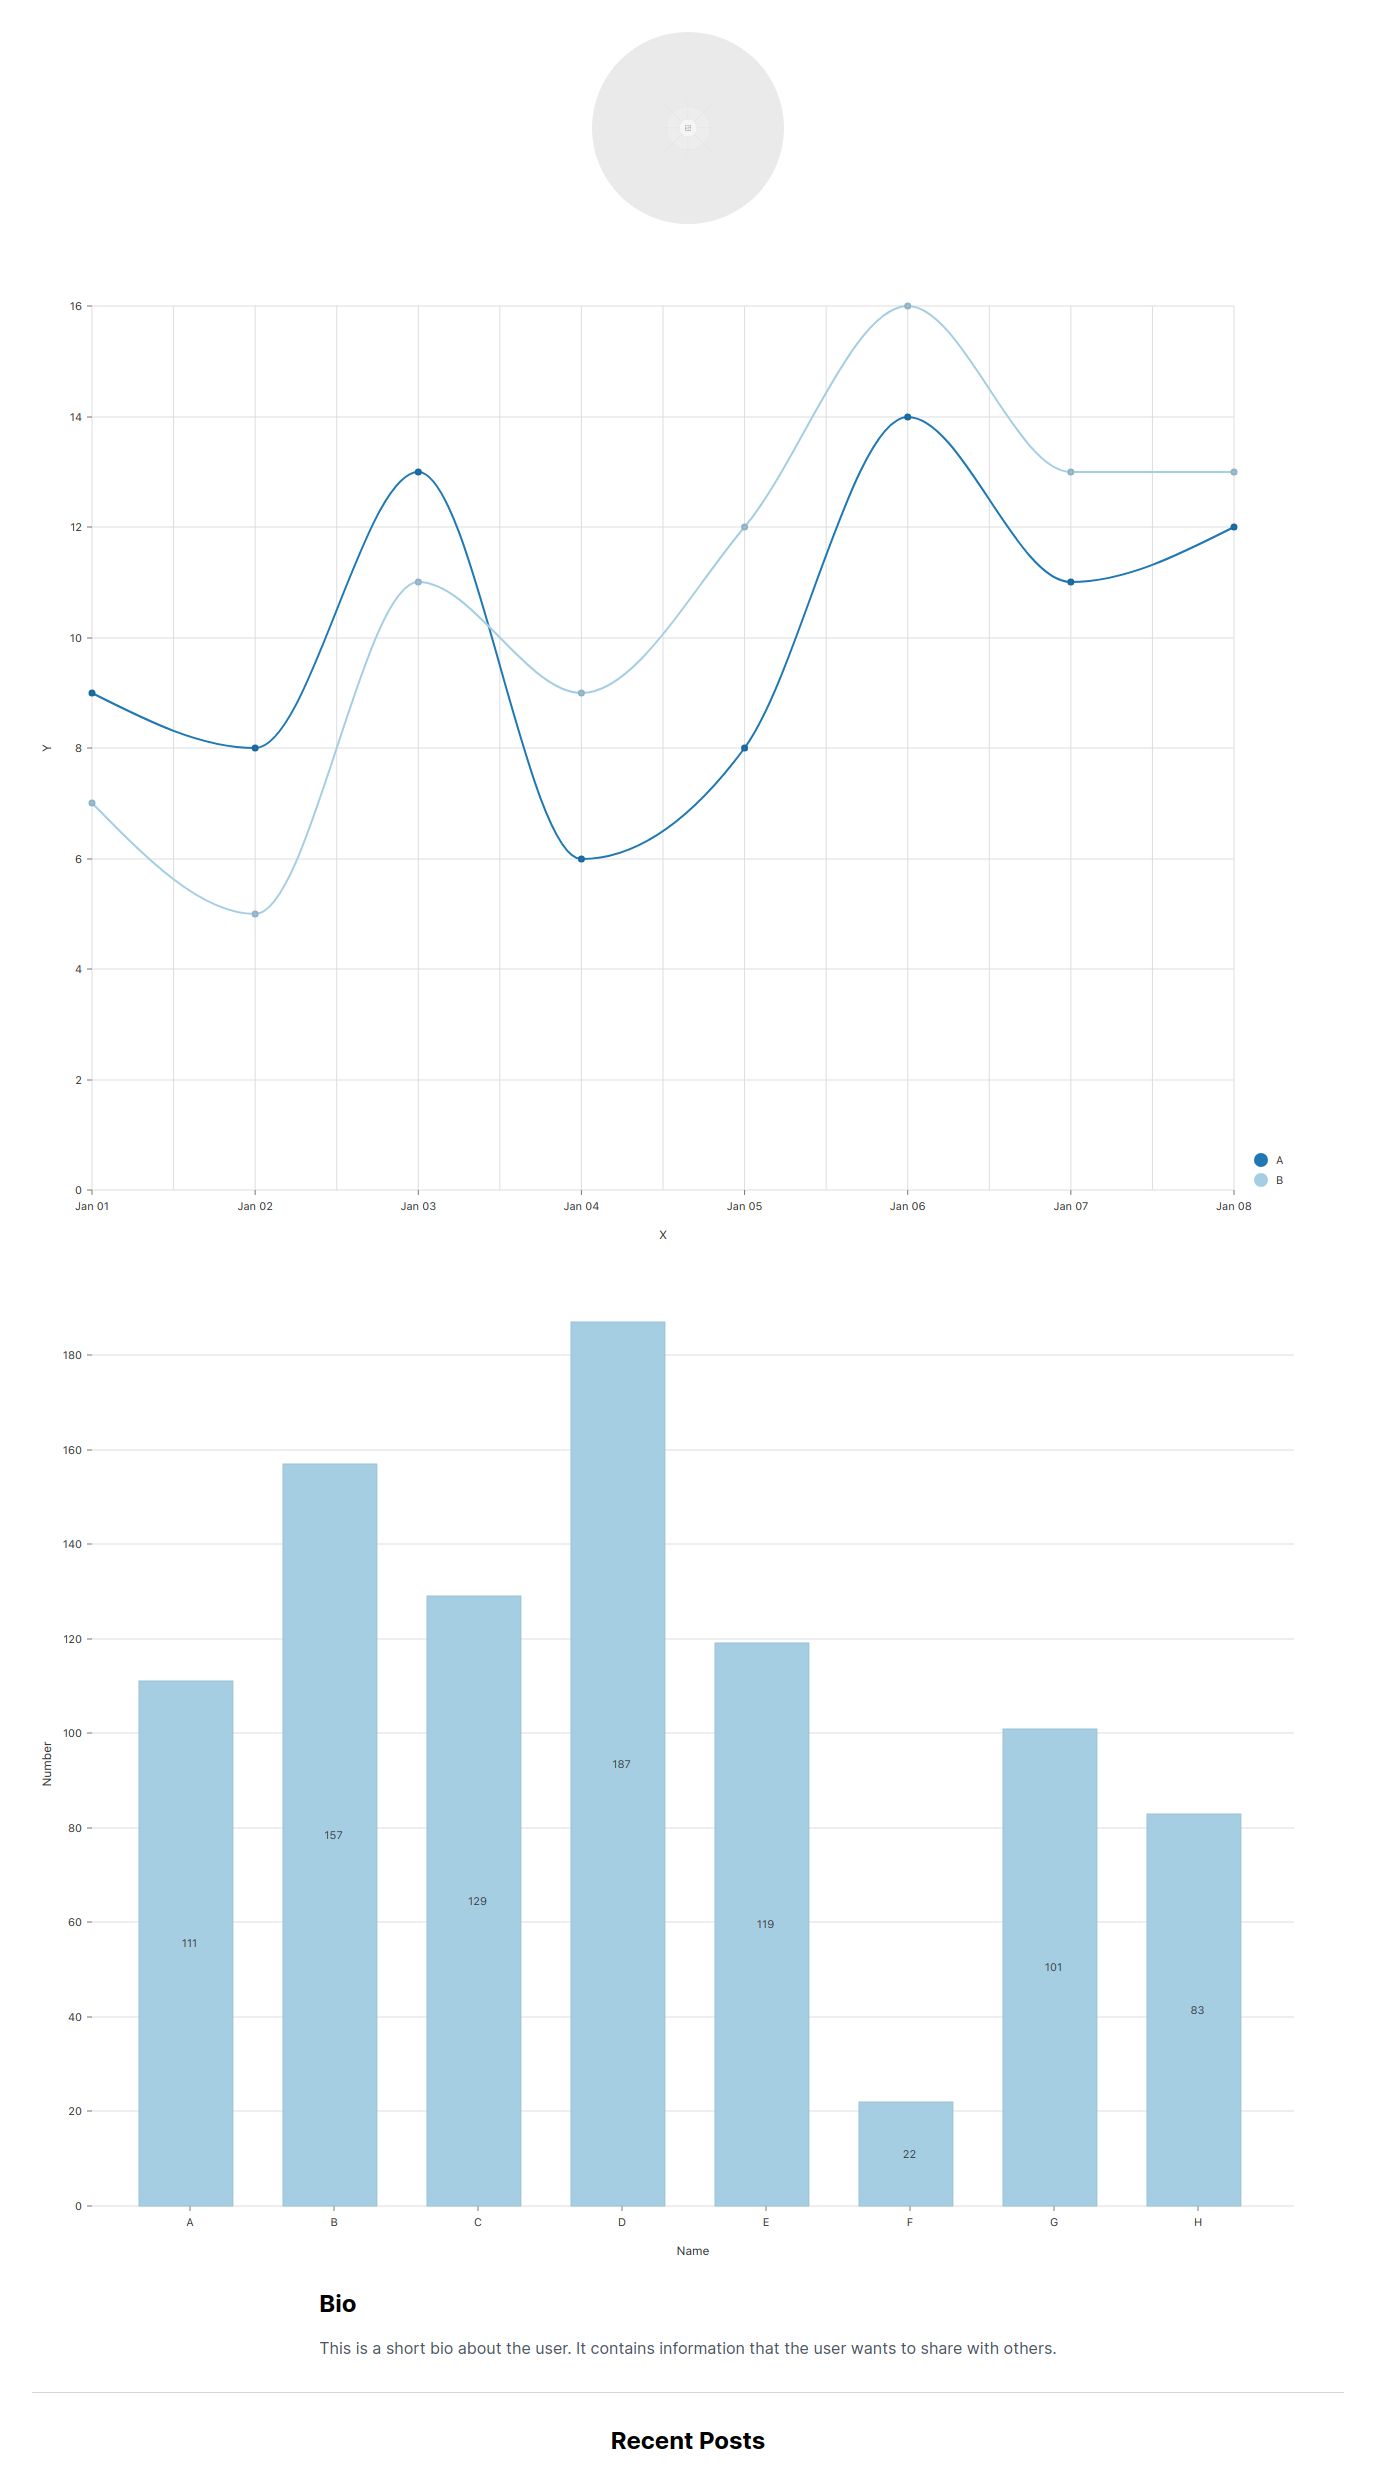 16
14
12
10
8
6
4
2
0
Y
Jan 01 Jan 02 Jan 03 Jan 04 Jan 05 Jan 06 Jan 07 Jan 08
X
A
B
180
160
140
120
100
80
60
40
20
0
Number
111 157 129 187 119 22 101 83
A B C D E F G H
Name
Bio
This is a short bio about the user. It contains information that the user wants to share with others.
Recent Posts